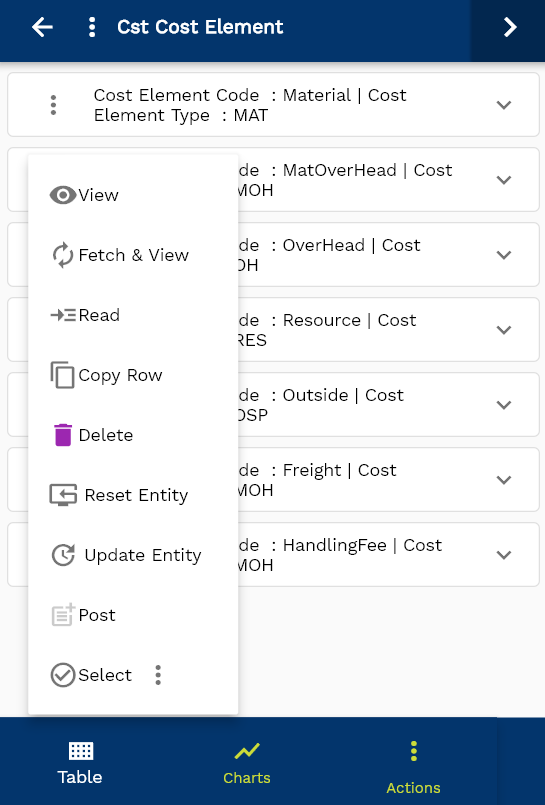 Cst Cost Element
Cost Element Code : Material | Cost
Element Type : MAT
de : MatOverHead | Cost
MOH
de : OverHead | Cost
OH
de : Resource | Cost
RES
de : Outside | Cost
OSP
de : Freight | Cost
MOH
de : HandlingFee | Cost
MOH
View
Fetch & View
Read
Copy Row
Delete
Reset Entity
Update Entity
Post
Select
Table
Charts
Actions